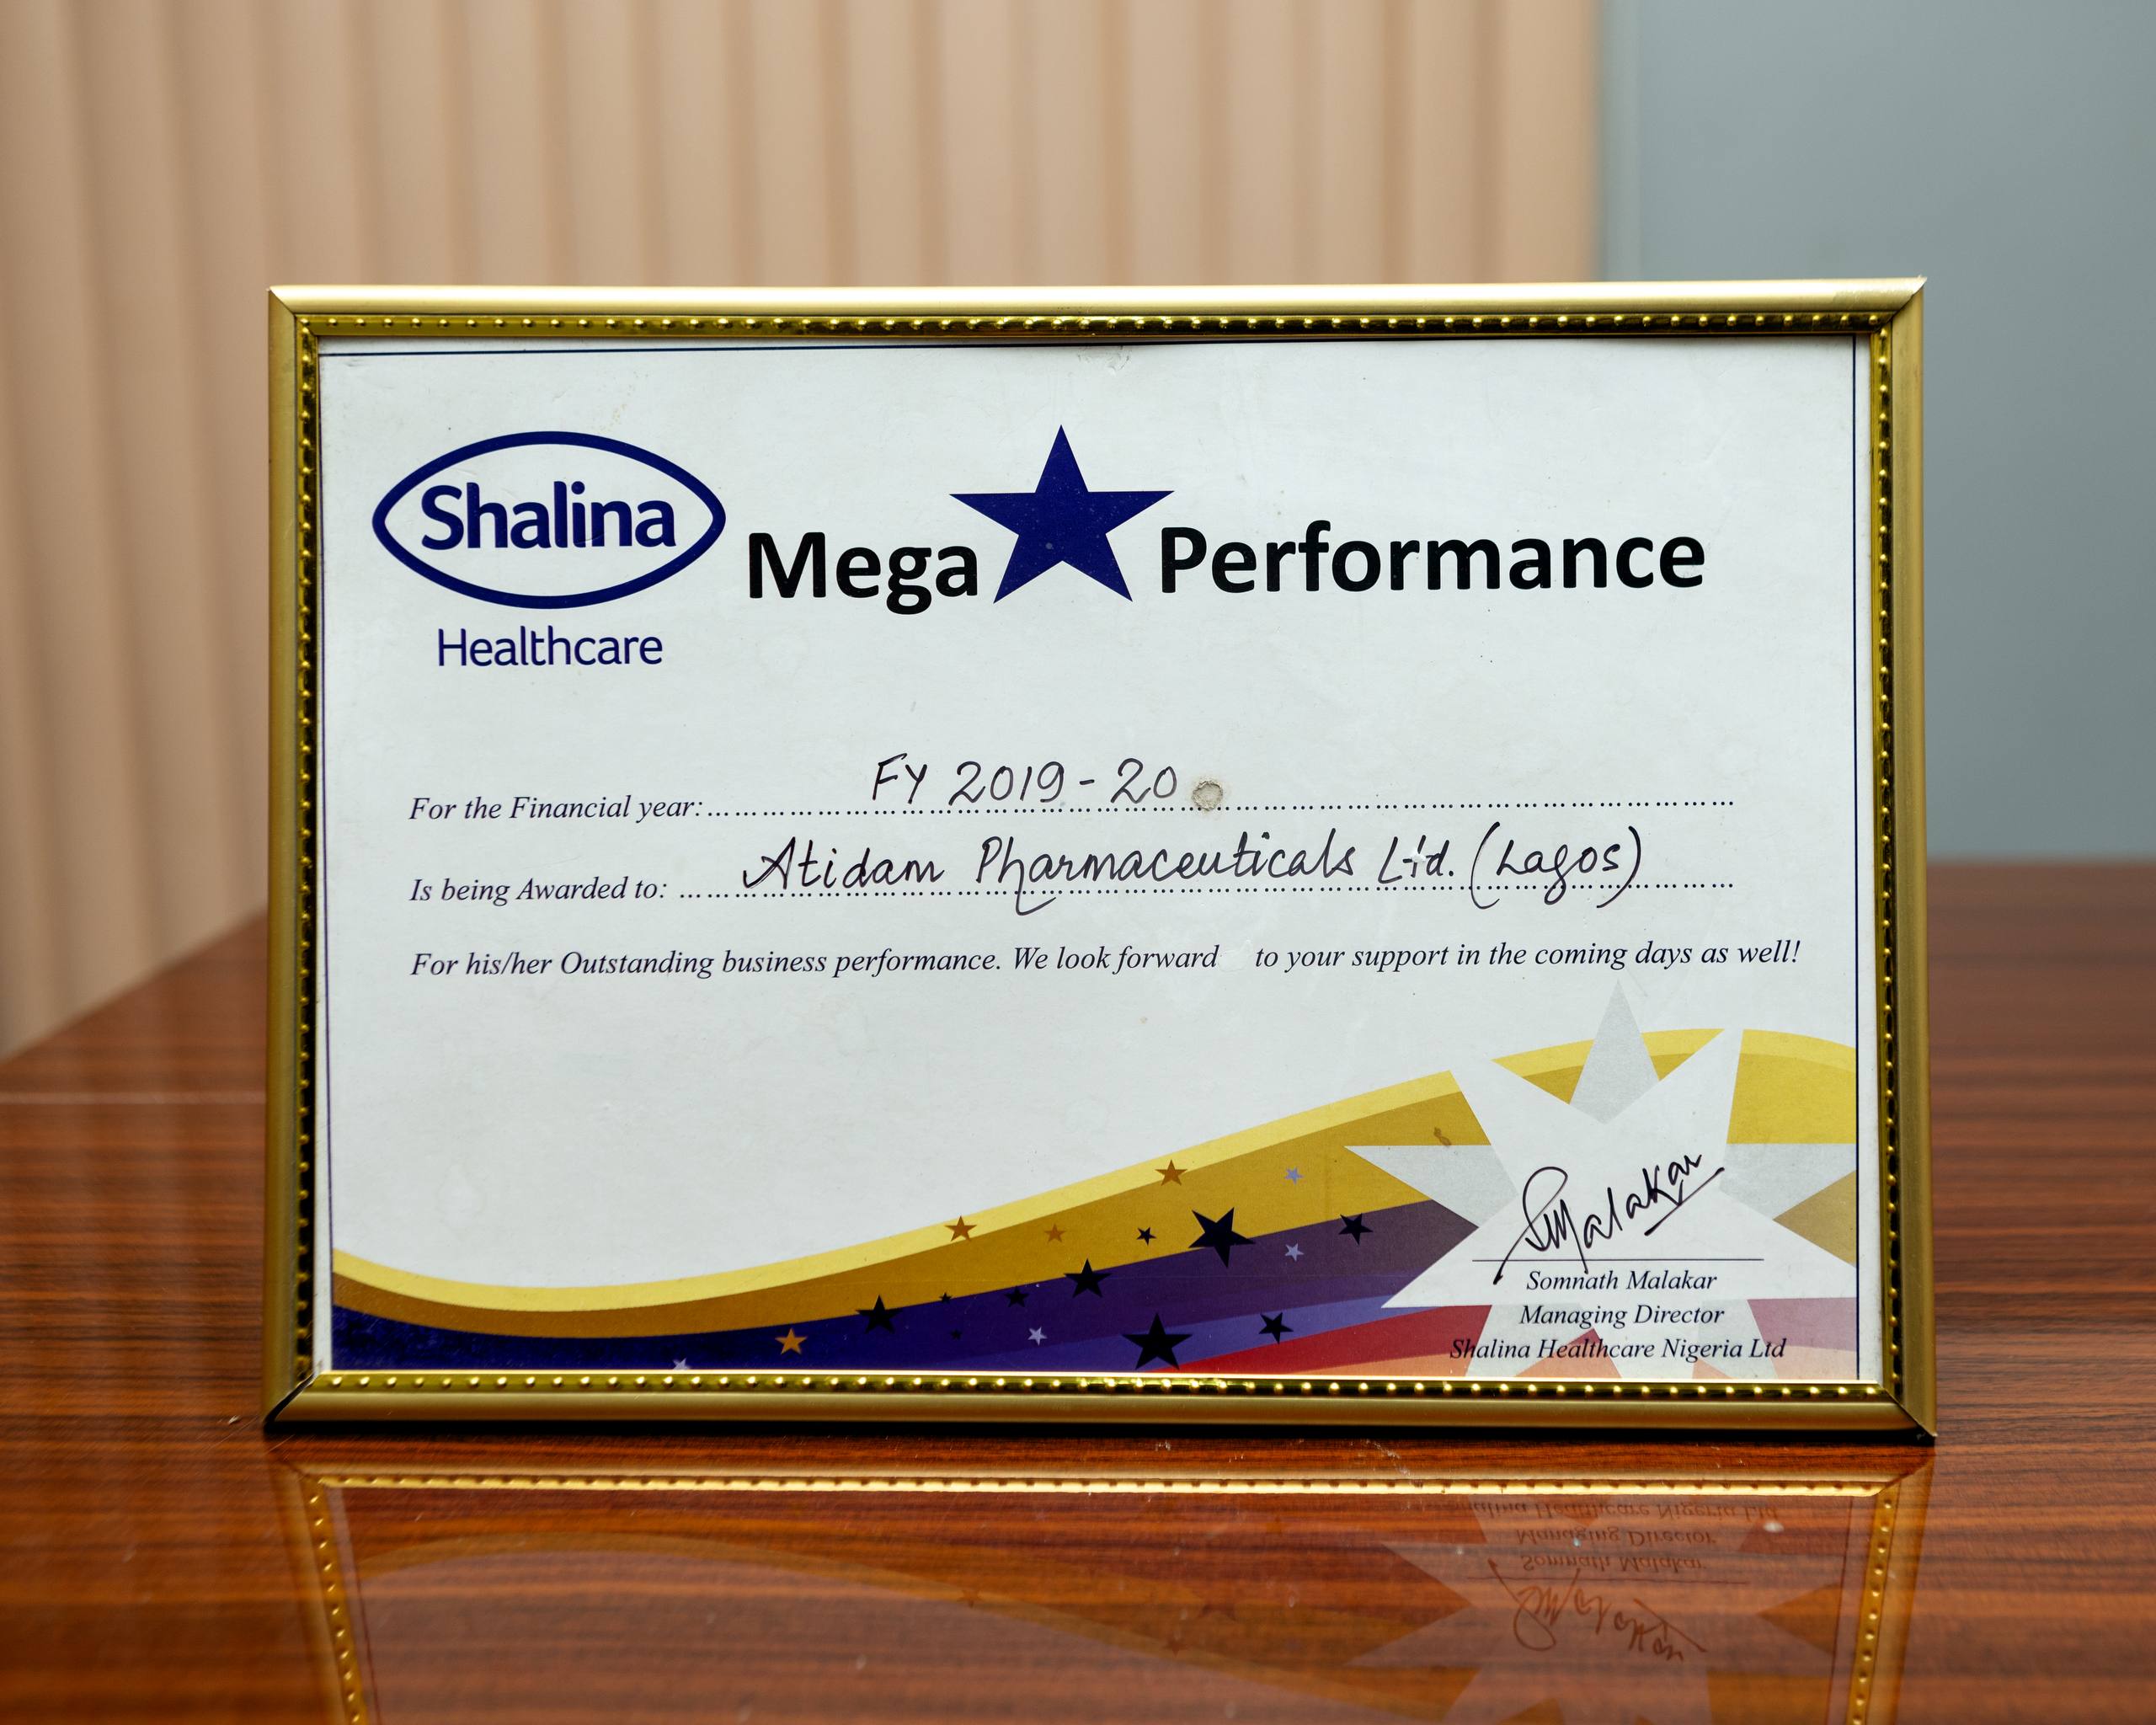 Shalina
Healthcare
Mega Performance
For the Financial year: FY 2019-20
Is being Awarded to: Atidam Pharmaceuticals Ltd. (Lagos)
For his/her Outstanding business performance. We look forward to your support in the coming days as well!
SMalakar
Somnath Malakar
Managing Director
Shalina Healthcare Nigeria Ltd